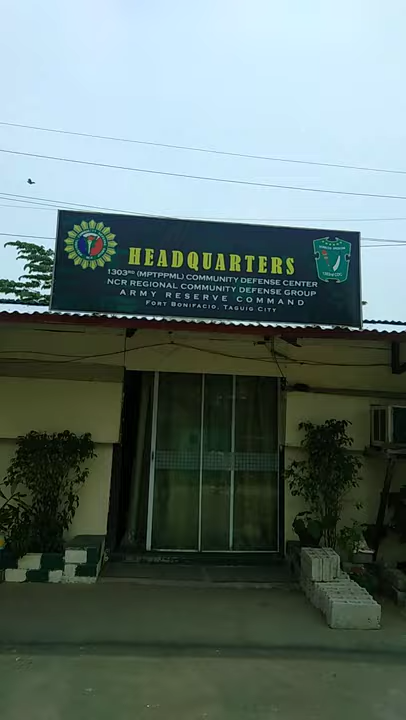 HEADQUARTERS
1303RD (MPTPPML) COMMUNITY DEFENSE CENTER
NCR REGIONAL COMMUNITY DEFENSE GROUP
ARMY RESERVE COMMAND
FORT BONIFACIO, TAGUIG CITY